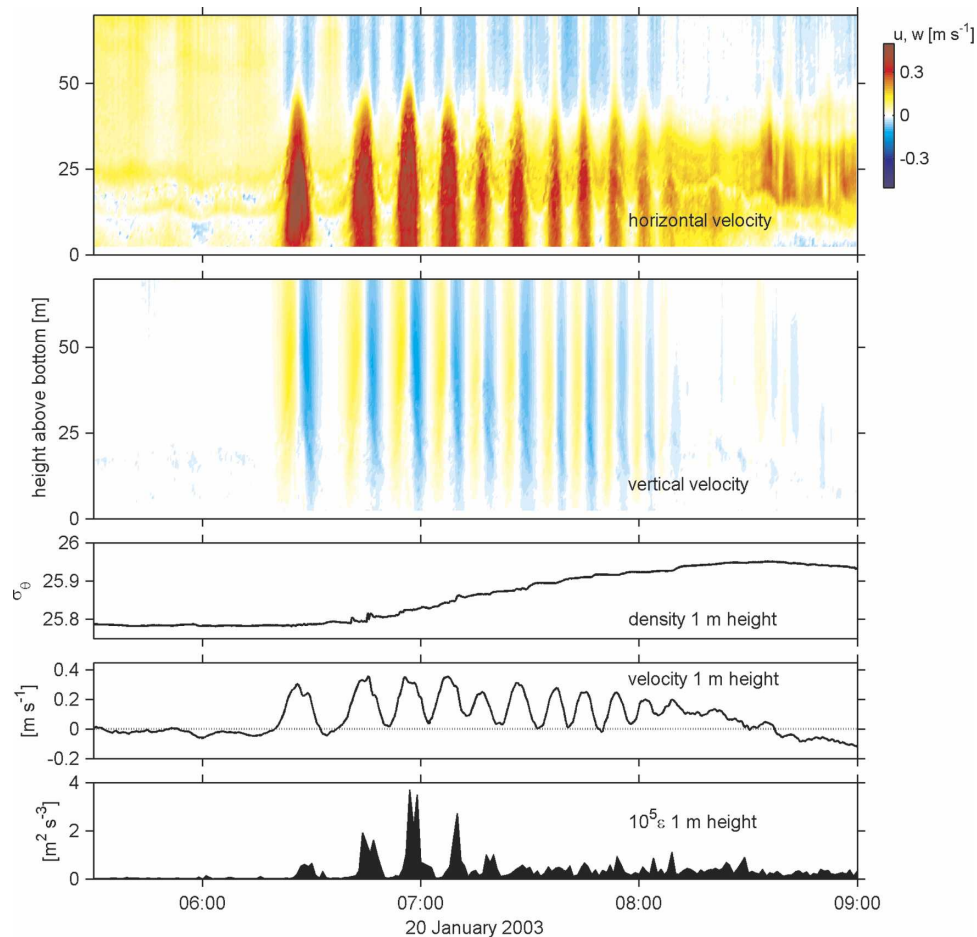 u, w [m s⁻¹]
0.3
0
-0.3
50
25
0
horizontal velocity
height above bottom [m]
50
25
0
vertical velocity
σθ
26
25.9
25.8
density 1 m height
[m s⁻¹]
0.4
0.2
0
-0.2
velocity 1 m height
[m² s⁻³]
4
2
0
10⁵ε 1 m height
06:00 07:00 08:00 09:00
20 January 2003